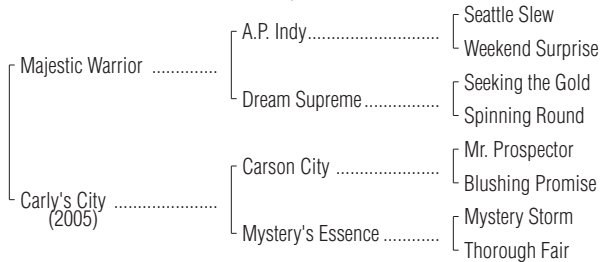 Seattle Slew
A.P. Indy
Weekend Surprise
Majestic Warrior
Seeking the Gold
Dream Supreme
Spinning Round
Mr. Prospector
Carson City
Blushing Promise
Carly's City
(2005)
Mystery Storm
Mystery's Essence
Thorough Fair